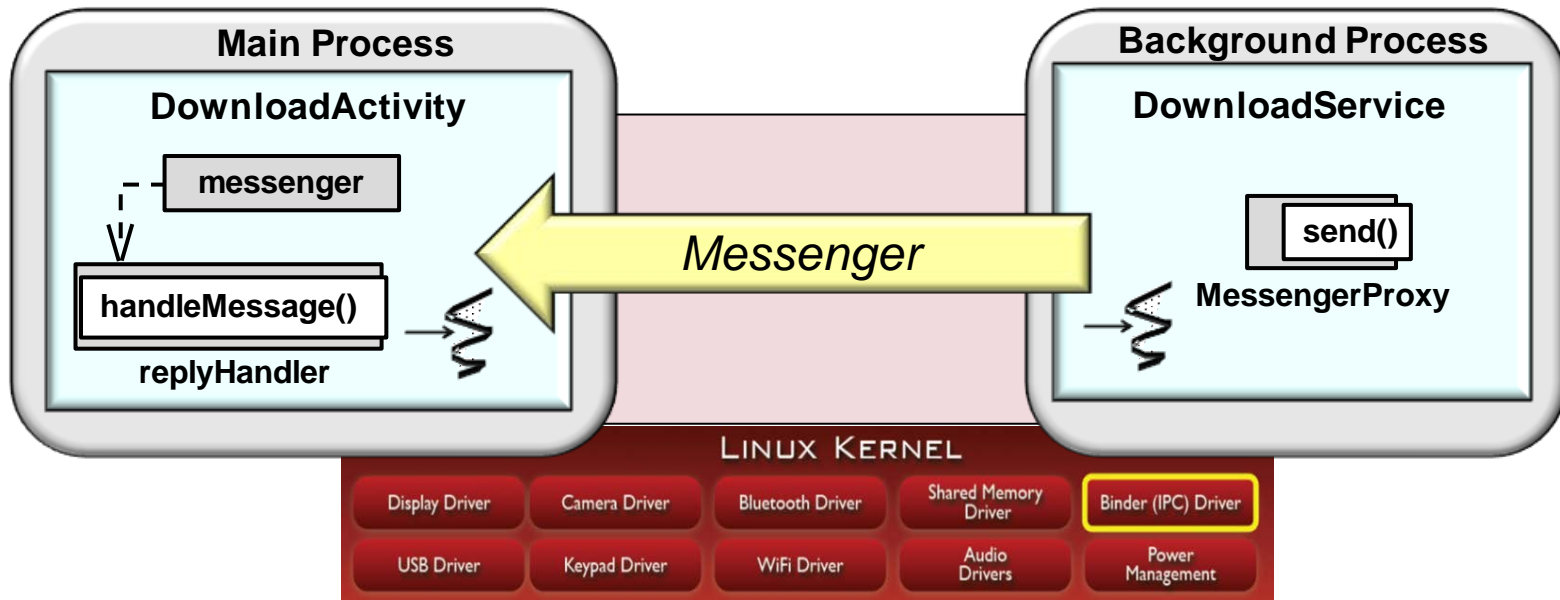 Main Process
DownloadActivity
messenger
handleMessage()
replyHandler
Messenger
Background Process
DownloadService
send()
MessengerProxy
LINUX KERNEL
Display Driver
Camera Driver
Bluetooth Driver
Shared Memory
Driver
Binder (IPC) Driver
USB Driver
Keypad Driver
WiFi Driver
Audio
Drivers
Power
Management